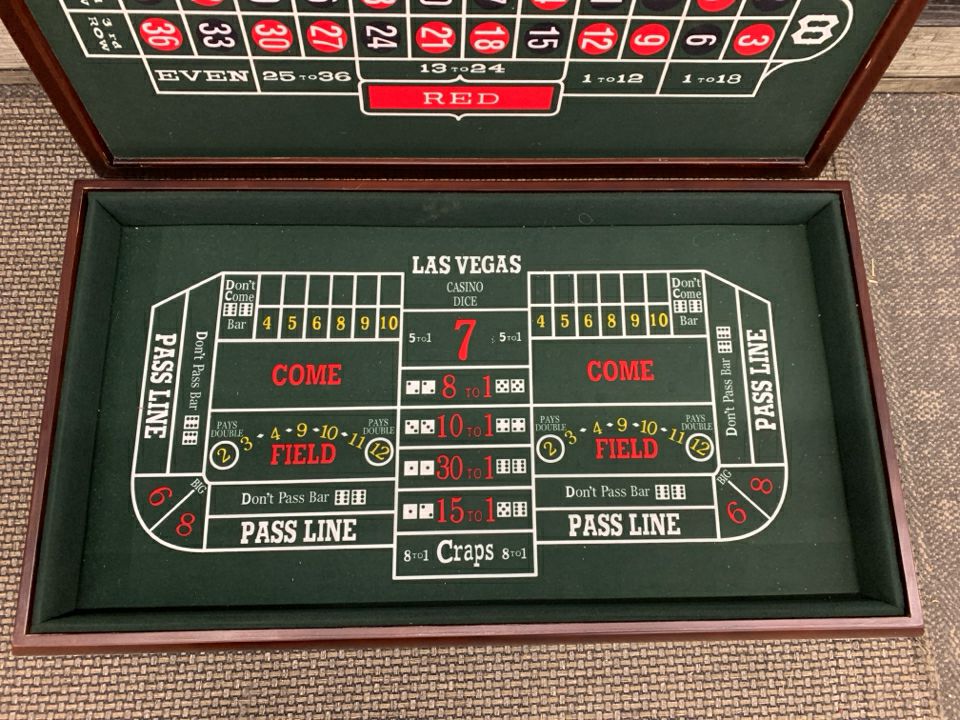 3rd ROW
36 33 30 27 24 21 18 15 12 9 6 3
EVEN 25 TO 36 13 TO 24 1 TO 12 1 TO 18
RED
LAS VEGAS
CASINO
DICE
Don't
Come
Bar
4 5 6 8 9 10
COME
PAYS
DOUBLE
PAYS
DOUBLE
2 3 • 4 • 9 • 10 • 11 12
FIELD
Don't Pass Bar
PASS LINE
PASS LINE
Don't Pass Bar
BIG
6
8
5 TO 1 7 5 TO 1
8 TO 1
10 TO 1
30 TO 1
15 TO 1
8 TO 1 Craps 8 TO 1
4 5 6 8 9 10
Don't
Come
Bar
COME
PAYS
DOUBLE
PAYS
DOUBLE
2 3 • 4 • 9 • 10 • 11 12
FIELD
Don't Pass Bar
PASS LINE
Don't Pass Bar
PASS LINE
BIG
6
8